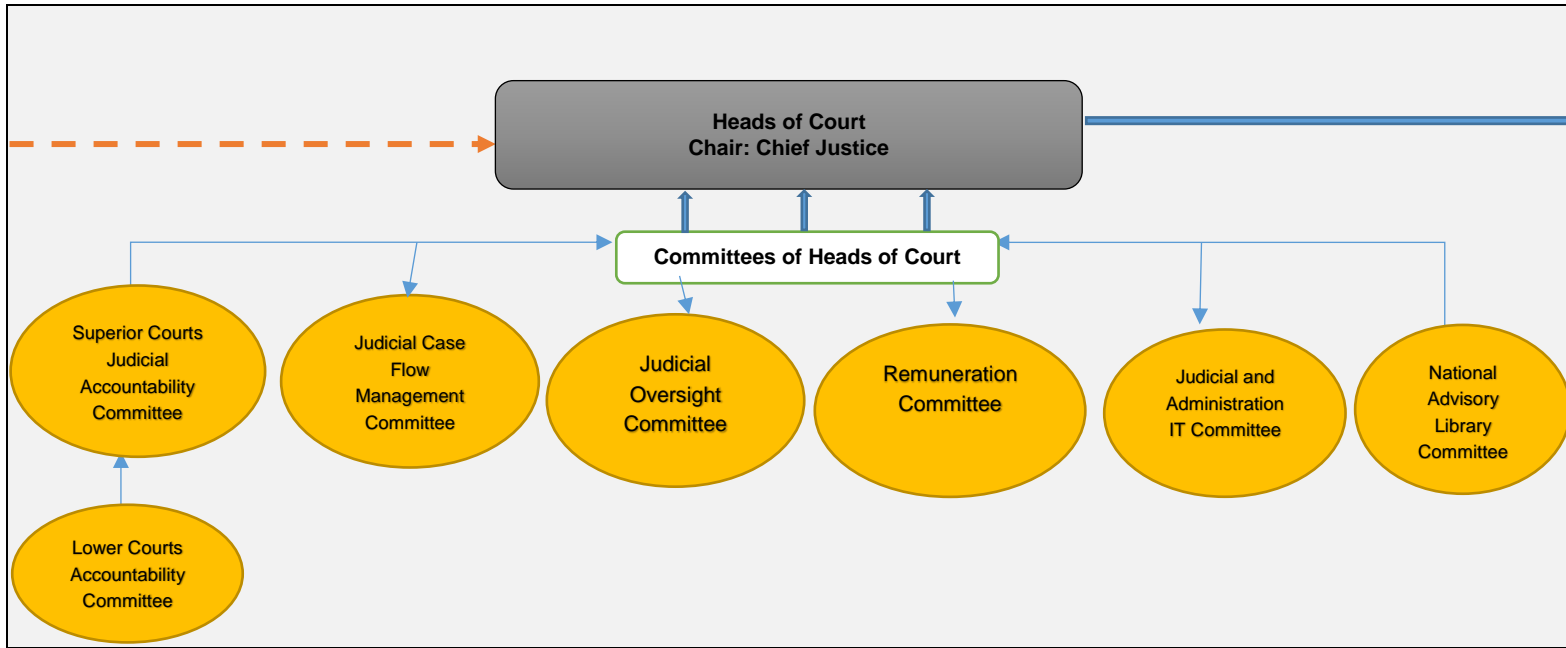 Heads of Court
Chair: Chief Justice
Committees of Heads of Court
Superior Courts
Judicial
Accountability
Committee
Judicial Case
Flow
Management
Committee
Judicial
Oversight
Committee
Remuneration
Committee
Judicial and
Administration
IT Committee
National
Advisory
Library
Committee
Lower Courts
Accountability
Committee